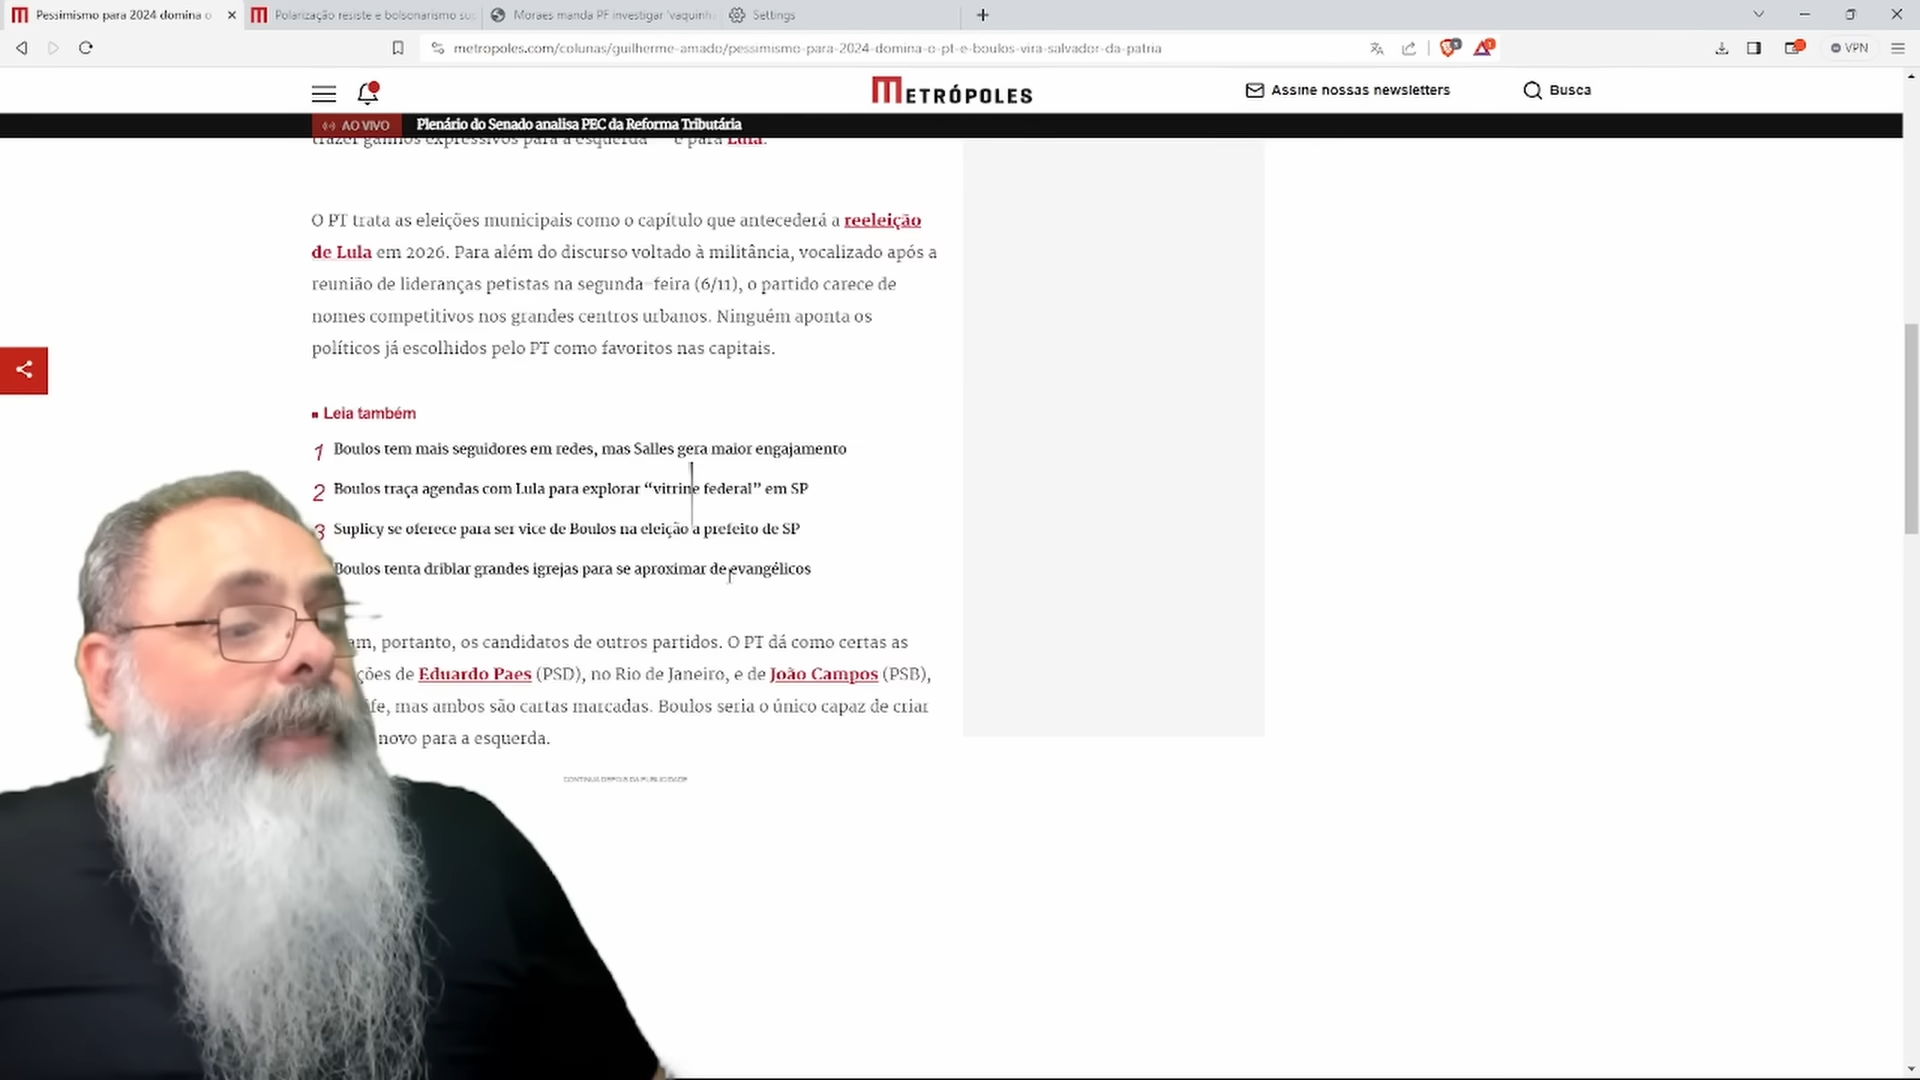 Pessimismo para 2024 domina o
Polarização resiste e bolsonarismo su
Moraes manda PF investigar 'vaquinh
Settings
metropoles.com/colunas/guilherme-amado/pessimismo-para-2024-domina-o-pt-e-boulos-vira-salvador-da-patria
VPN
METRÓPOLES
Assine nossas newsletters
Busca
AO VIVO
Plenário do Senado analisa PEC da Reforma Tributária
trazer ganhos expressivos para a esquerda — e para Lula.
O PT trata as eleições municipais como o capítulo que antecederá a reeleição
de Lula em 2026. Para além do discurso voltado à militância, vocalizado após a
reunião de lideranças petistas na segunda-feira (6/11), o partido carece de
nomes competitivos nos grandes centros urbanos. Ninguém aponta os
políticos já escolhidos pelo PT como favoritos nas capitais.
Leia também
1 Boulos tem mais seguidores em redes, mas Salles gera maior engajamento
2 Boulos traça agendas com Lula para explorar “vitrine federal” em SP
3 Suplicy se oferece para ser vice de Boulos na eleição a prefeito de SP
Boulos tenta driblar grandes igrejas para se aproximar de evangélicos
am, portanto, os candidatos de outros partidos. O PT dá como certas as
ções de Eduardo Paes (PSD), no Rio de Janeiro, e de João Campos (PSB),
ife, mas ambos são cartas marcadas. Boulos seria o único capaz de criar
novo para a esquerda.
CONTINUA DEPOIS DA PUBLICIDADE